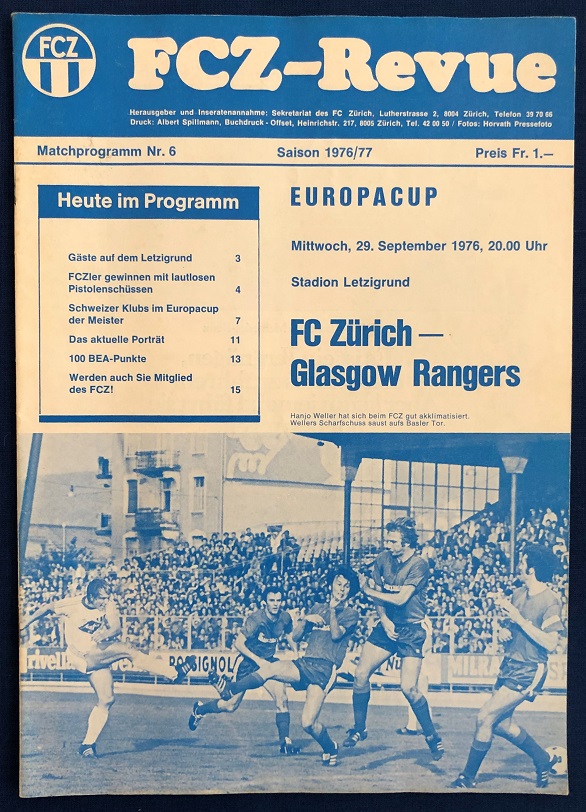 FCZ
FCZ-Revue
Herausgeber und Inseratenannahme: Sekretariat des FC Zürich, Lutherstrasse 2, 8004 Zürich, Telefon 39 70 66
Druck: Albert Spillmann, Buchdruck - Offset, Heinrichstr. 217, 8005 Zürich, Tel. 42 00 50 / Fotos: Horvath Pressefoto
Matchprogramm Nr. 6 Saison 1976/77 Preis Fr. 1.—
Heute im Programm
Gäste auf dem Letzigrund 3
FCZler gewinnen mit lautlosen
Pistolenschüssen 4
Schweizer Klubs im Europacup
der Meister 7
Das aktuelle Porträt 11
100 BEA-Punkte 13
Werden auch Sie Mitglied
des FCZ! 15
EUROPACUP
Mittwoch, 29. September 1976, 20.00 Uhr
Stadion Letzigrund
FC Zürich —
Glasgow Rangers
Hanjo Weller hat sich beim FCZ gut akklimatisiert.
Wellers Scharfschuss saust aufs Basler Tor.
ROSSIGNOL